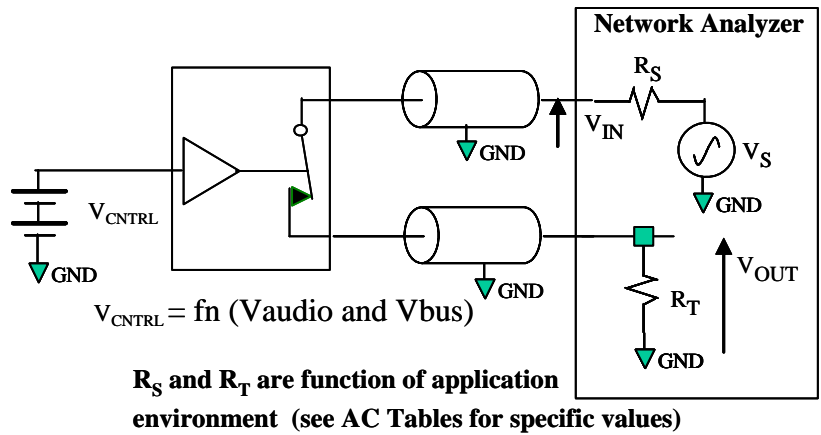 Network Analyzer
R_S
V_IN
V_S
GND
GND
V_CNTRL
GND
GND
V_OUT
R_T
GND
V_CNTRL = fn (Vaudio and Vbus)
R_S and R_T are function of application
environment (see AC Tables for specific values)